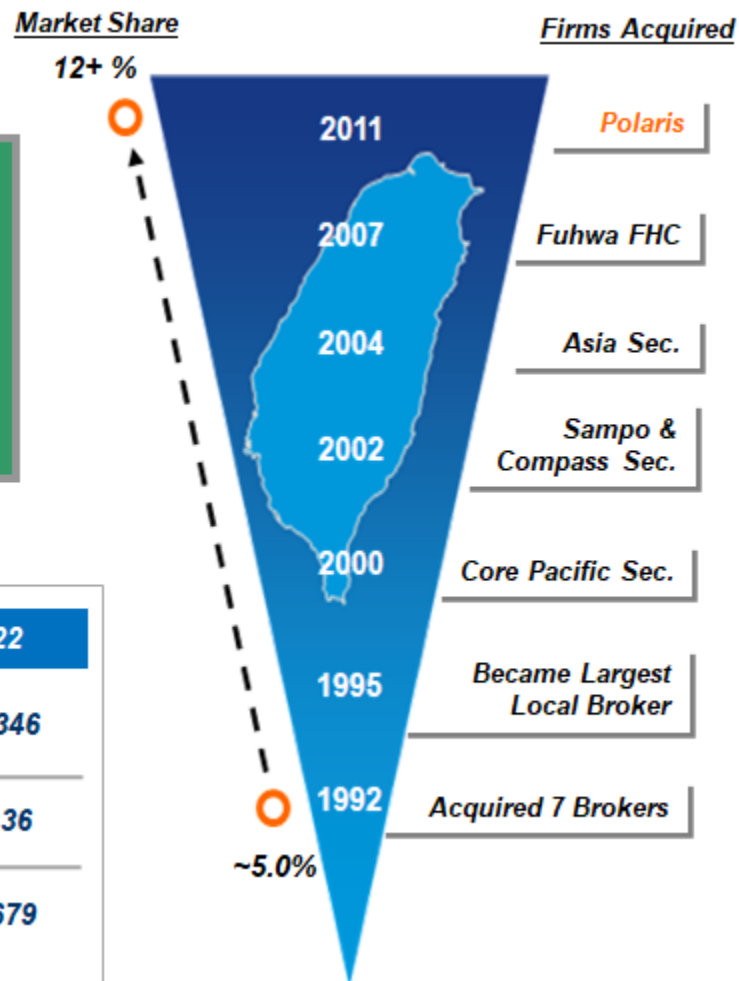 Market Share
Firms Acquired
12+ %
2011
Polaris
2007
Fuhwa FHC
2004
Asia Sec.
2002
Sampo &
Compass Sec.
2000
Core Pacific Sec.
1995
Became Largest
Local Broker
1992
Acquired 7 Brokers
~5.0%
22
346
36
679